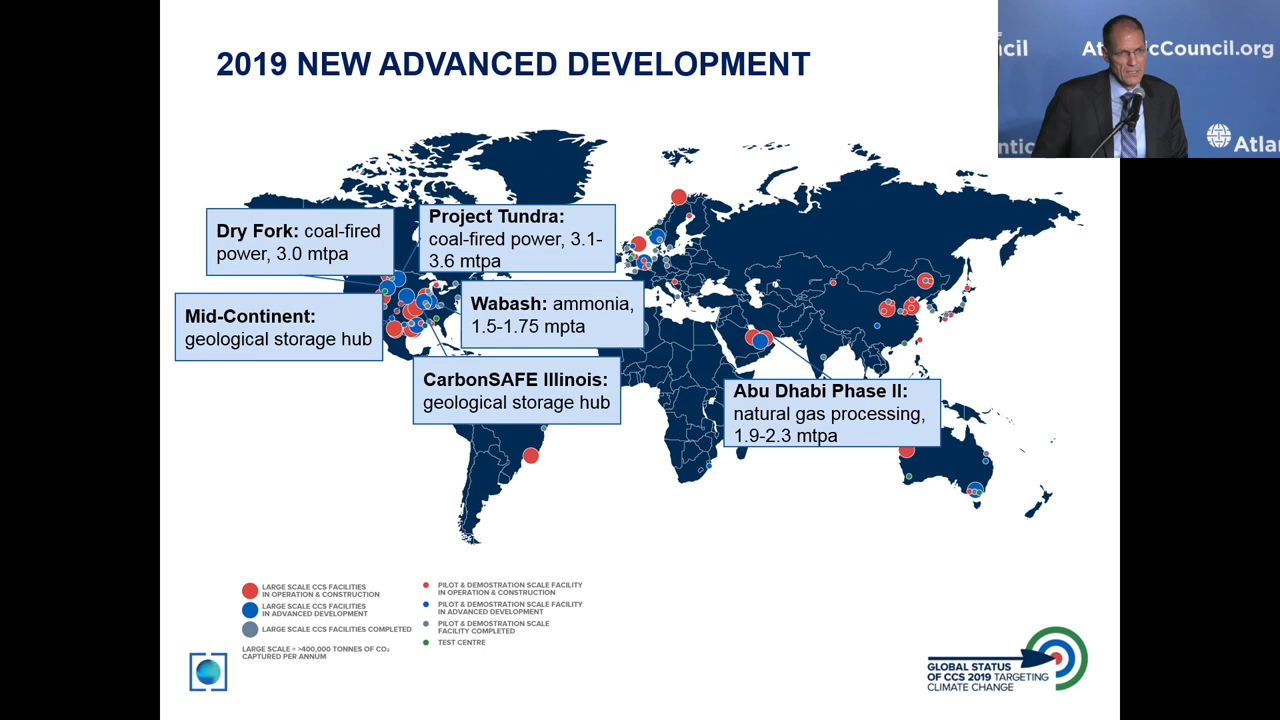 2019 NEW ADVANCED DEVELOPMENT
cil
AtlanticCouncil.org
ntic
Atla
Dry Fork: coal-fired
power, 3.0 mtpa
Project Tundra:
coal-fired power, 3.1-
3.6 mtpa
Mid-Continent:
geological storage hub
Wabash: ammonia,
1.5-1.75 mpta
CarbonSAFE Illinois:
geological storage hub
Abu Dhabi Phase II:
natural gas processing,
1.9-2.3 mtpa
LARGE SCALE CCS FACILITIES
IN OPERATION & CONSTRUCTION
LARGE SCALE CCS FACILITIES
IN ADVANCED DEVELOPMENT
LARGE SCALE CCS FACILITIES COMPLETED
LARGE SCALE = >400,000 TONNES OF CO₂
CAPTURED PER ANNUM
PILOT & DEMOSTRATION SCALE FACILITY
IN OPERATION & CONSTRUCTION
PILOT & DEMOSTRATION SCALE FACILITY
IN ADVANCED DEVELOPMENT
PILOT & DEMOSTRATION SCALE
FACILITY COMPLETED
TEST CENTRE
GLOBAL STATUS
OF CCS 2019 TARGETING
CLIMATE CHANGE